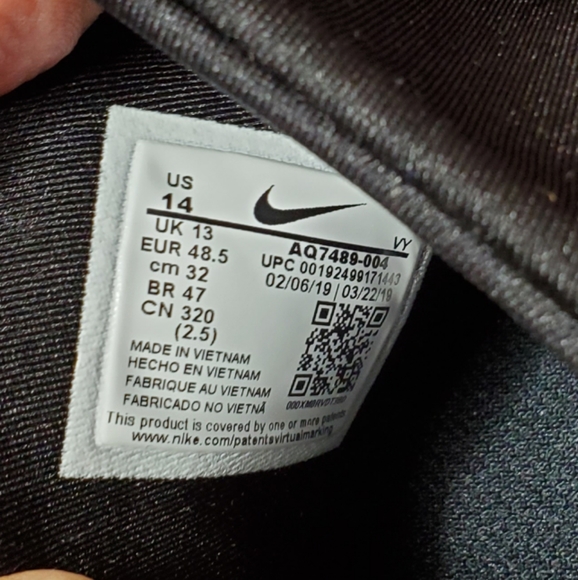 US
14
VY
UK 13
EUR 48.5
cm 32
BR 47
CN 320
(2.5)
AQ7489-004
UPC 00192499171443
02/06/19 | 03/22/19
MADE IN VIETNAM
HECHO EN VIETNAM
FABRIQUE AU VIETNAM
FABRICADO NO VIETNÃ
This product is covered by one or more patents
www.nike.com/patentsvirtualmarking